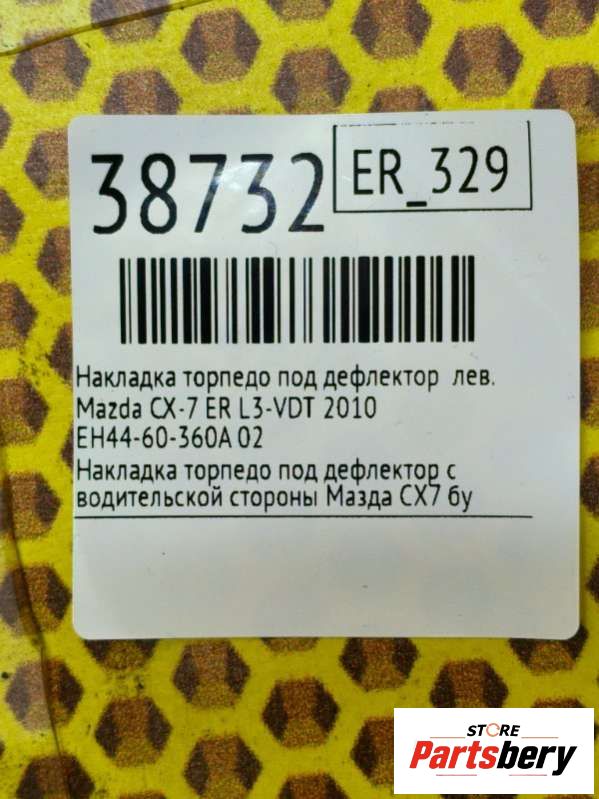 38732
ER_329
Накладка торпедо под дефлектор лев.
Mazda CX-7 ER L3-VDT 2010
EH44-60-360A 02
Накладка торпедо под дефлектор с
водительской стороны Мазда СХ7 бу
STORE
Partsbery